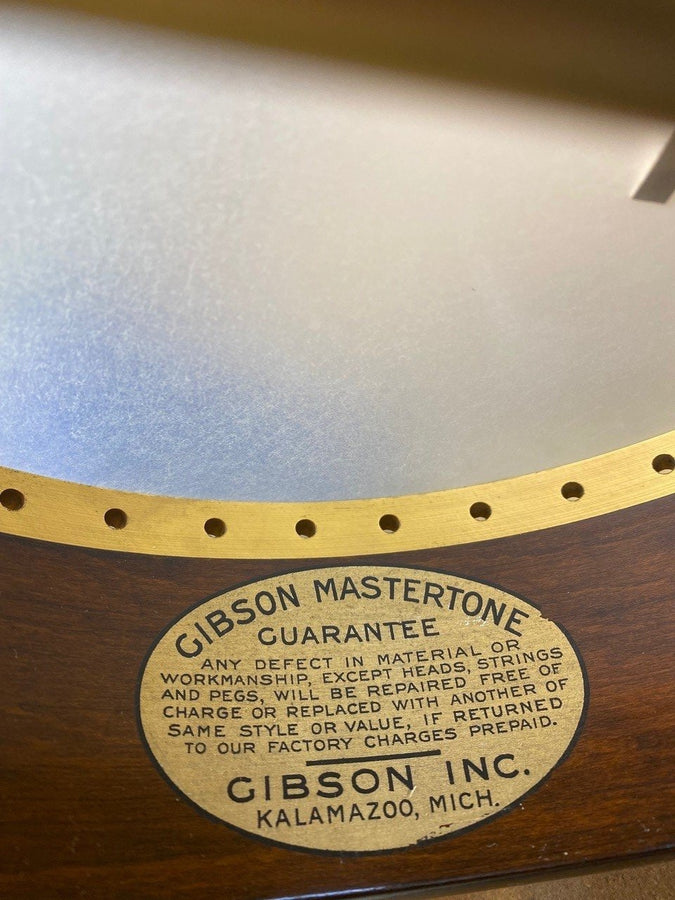 GIBSON MASTERTONE
GUARANTEE
ANY DEFECT IN MATERIAL OR
WORKMANSHIP, EXCEPT HEADS, STRINGS
AND PEGS, WILL BE REPAIRED FREE OF
CHARGE OR REPLACED WITH ANOTHER OF
SAME STYLE OR VALUE, IF RETURNED
TO OUR FACTORY CHARGES PREPAID.
GIBSON INC.
KALAMAZOO, MICH.